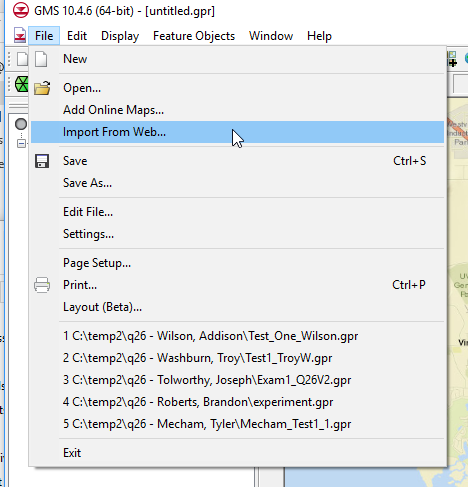 GMS 10.4.6 (64-bit) - [untitled.gpr]
File Edit Display Feature Objects Window Help
New
Open...
Add Online Maps...
Import From Web...
Save Ctrl+S
Save As...
Edit File...
Settings...
Page Setup...
Print... Ctrl+P
Layout (Beta)...
1 C:\temp2\q26 - Wilson, Addison\Test_One_Wilson.gpr
2 C:\temp2\q26 - Washburn, Troy\Test1_TroyW.gpr
3 C:\temp2\q26 - Tolworthy, Joseph\Exam1_Q26V2.gpr
4 C:\temp2\q26 - Roberts, Brandon\experiment.gpr
5 C:\temp2\q26 - Mecham, Tyler\Mecham_Test1_1.gpr
Exit